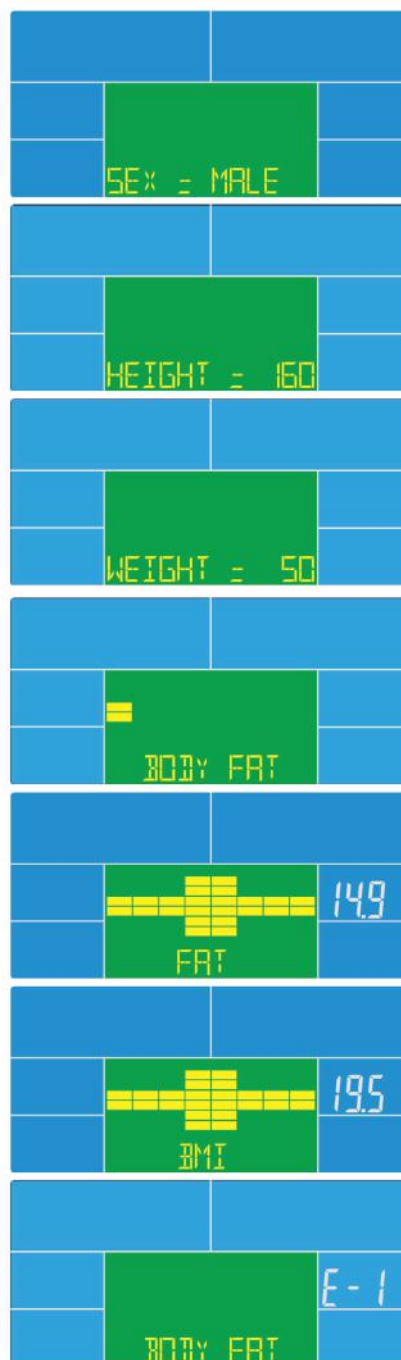 SEX = MALE
HEIGHT = 160
WEIGHT = 50
BODY FAT
14.9
FAT
19.5
BMI
E-1
BODY FAT